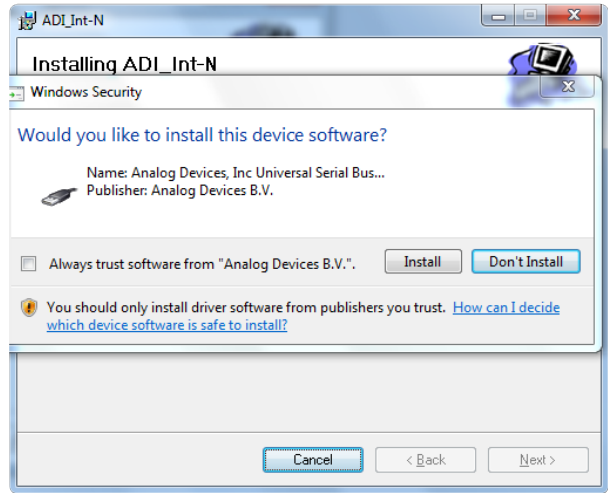 ADI_Int-N
Installing ADI_Int-N
Windows Security
Would you like to install this device software?
Name: Analog Devices, Inc Universal Serial Bus...
Publisher: Analog Devices B.V.
Always trust software from "Analog Devices B.V.".
Install
Don't Install
You should only install driver software from publishers you trust. How can I decide
which device software is safe to install?
Cancel
< Back
Next >